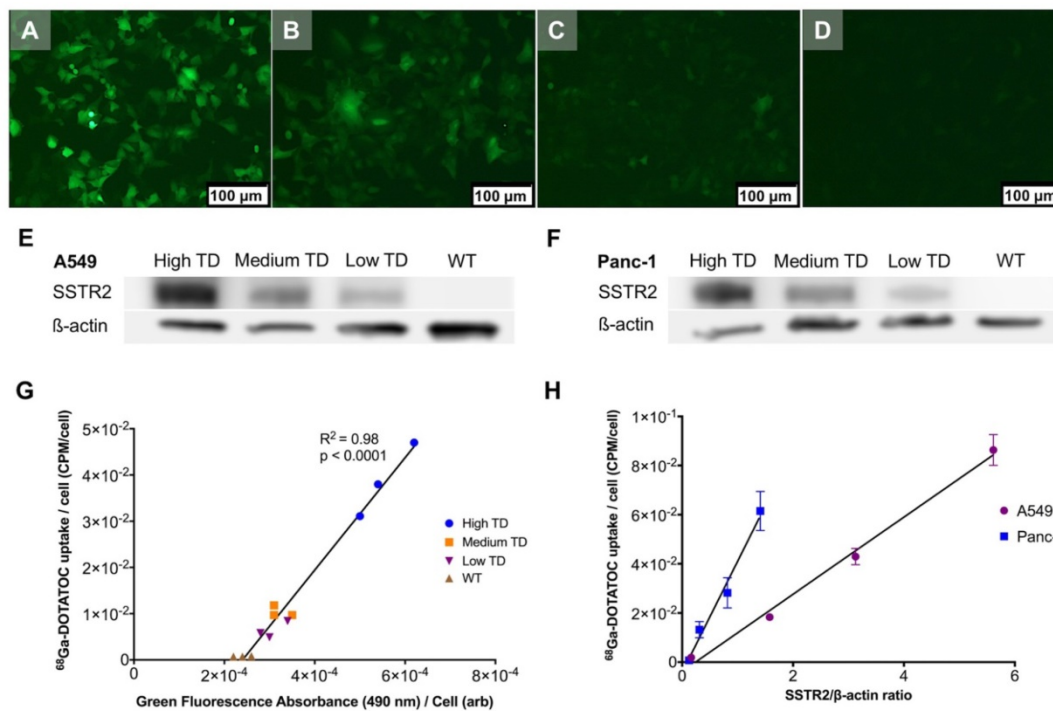 A B C D
100 µm 100 µm 100 µm 100 µm
E
A549 High TD Medium TD Low TD WT
SSTR2
ß-actin
F
Panc-1 High TD Medium TD Low TD WT
SSTR2
ß-actin
G
⁶⁸Ga-DOTATOC uptake / cell (CPM/cell)
5×10⁻²
4×10⁻²
3×10⁻²
2×10⁻²
1×10⁻²
0
R² = 0.98
p < 0.0001
High TD
Medium TD
Low TD
WT
0 2×10⁻⁴ 4×10⁻⁴ 6×10⁻⁴ 8×10⁻⁴
Green Fluorescence Absorbance (490 nm) / Cell (arb)
H
⁶⁸Ga-DOTATOC uptake / cell (CPM/cell)
1×10⁻¹
8×10⁻²
6×10⁻²
4×10⁻²
2×10⁻²
0
A549
Panc-
0 2 4 6
SSTR2/β-actin ratio